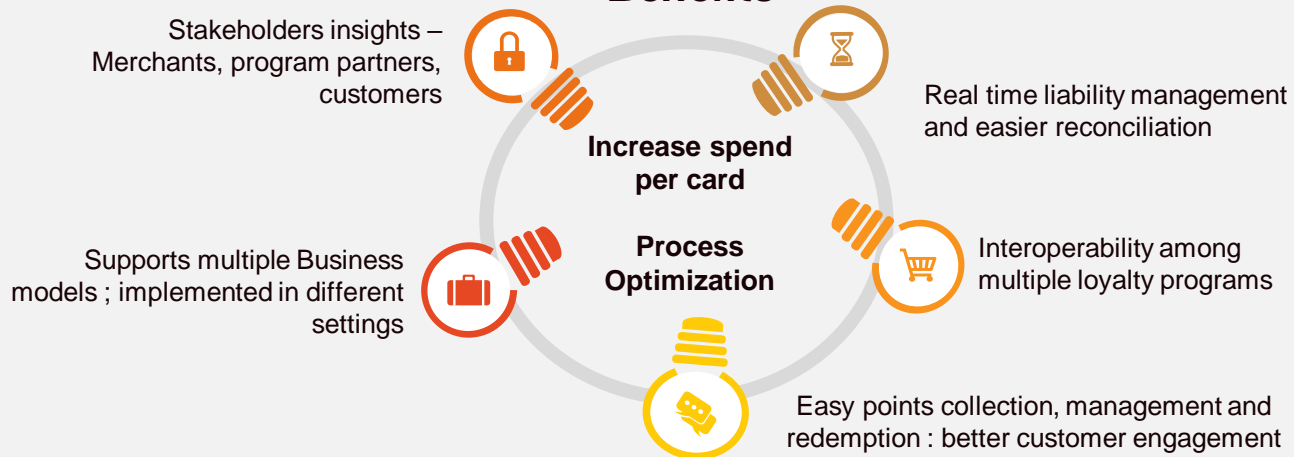 Benefits
Stakeholders insights –
Merchants, program partners,
customers
Real time liability management
and easier reconciliation
Increase spend
per card
Process
Optimization
Supports multiple Business
models ; implemented in different
settings
Interoperability among
multiple loyalty programs
Easy points collection, management and
redemption : better customer engagement